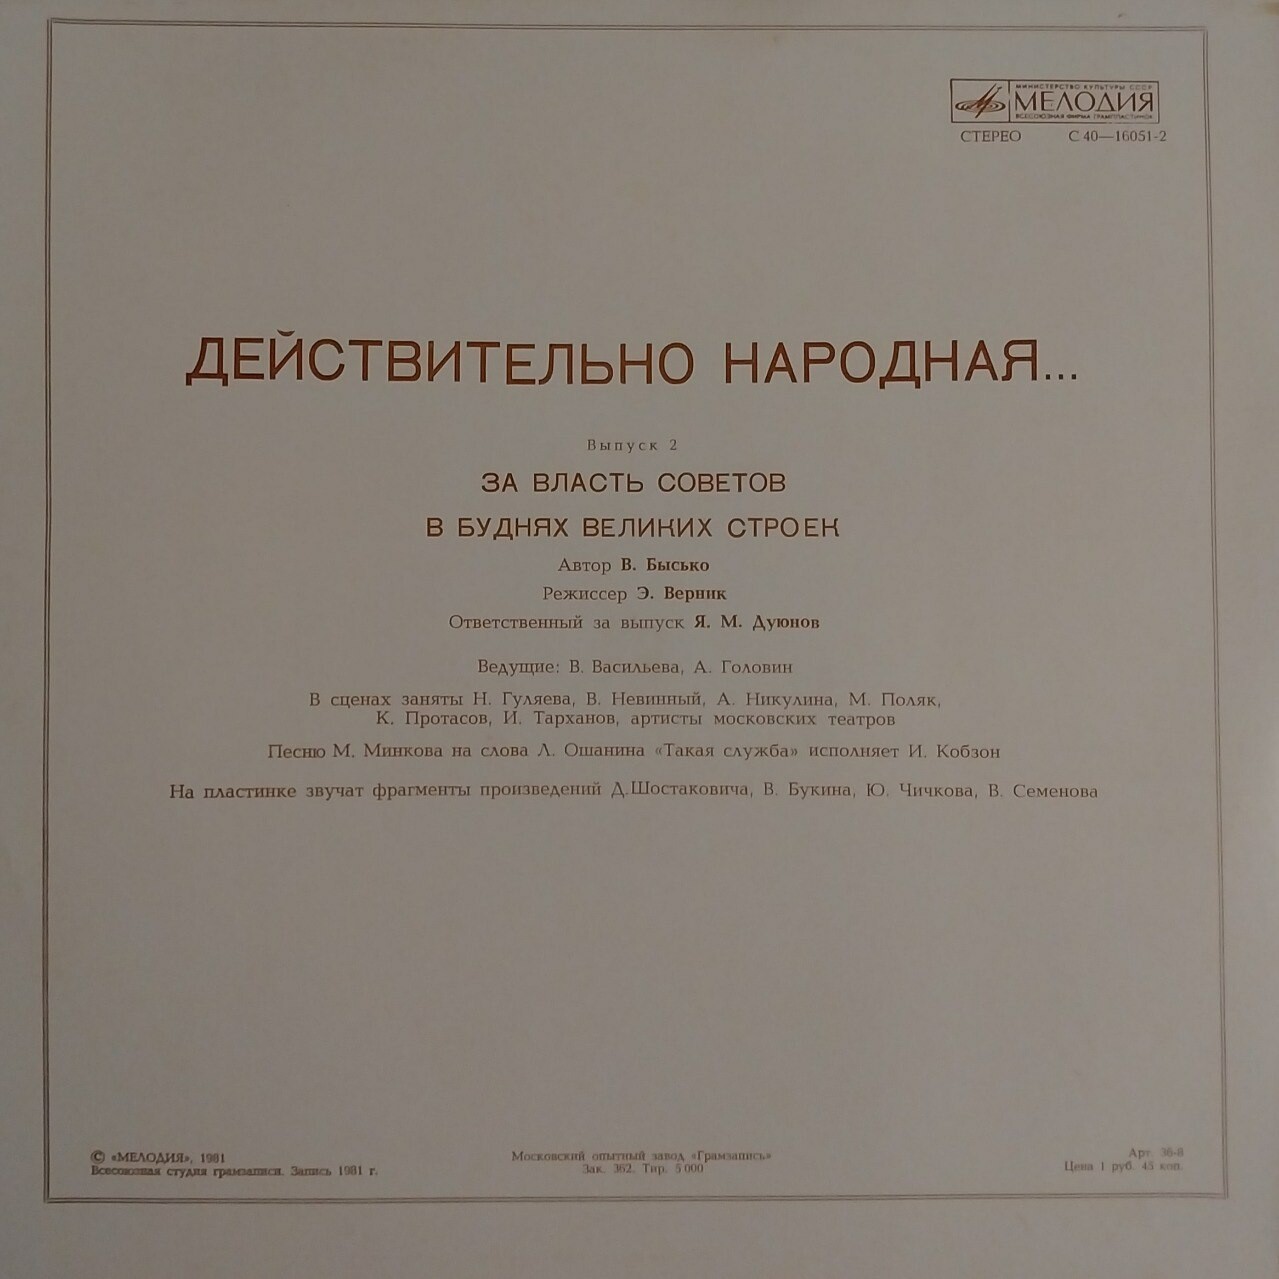 МИНИСТЕРСТВО КУЛЬТУРЫ СССР
МЕЛОДИЯ
ВСЕСОЮЗНАЯ ФИРМА ГРАМПЛАСТИНОК
СТЕРЕО С 40—16051-2
ДЕЙСТВИТЕЛЬНО НАРОДНАЯ...
Выпуск 2
ЗА ВЛАСТЬ СОВЕТОВ
В БУДНЯХ ВЕЛИКИХ СТРОЕК
Автор В. Бысько
Режиссер Э. Верник
Ответственный за выпуск Я. М. Дуюнов
Ведущие: В. Васильева, А. Головин
В сценах заняты Н. Гуляева, В. Невинный, А. Никулина, М. Поляк,
К. Протасов, И. Тарханов, артисты московских театров
Песню М. Минкова на слова Л. Ошанина «Такая служба» исполняет И. Кобзон
На пластинке звучат фрагменты произведений Д.Шостаковича, В. Букина, Ю. Чичкова, В. Семенова
© «МЕЛОДИЯ», 1981
Всесоюзная студия грамзаписи. Запись 1981 г.
Московский опытный завод «Грамзапись»
Зак. 362. Тир. 5 000
Арт. 36-8
Цена 1 руб. 45 коп.